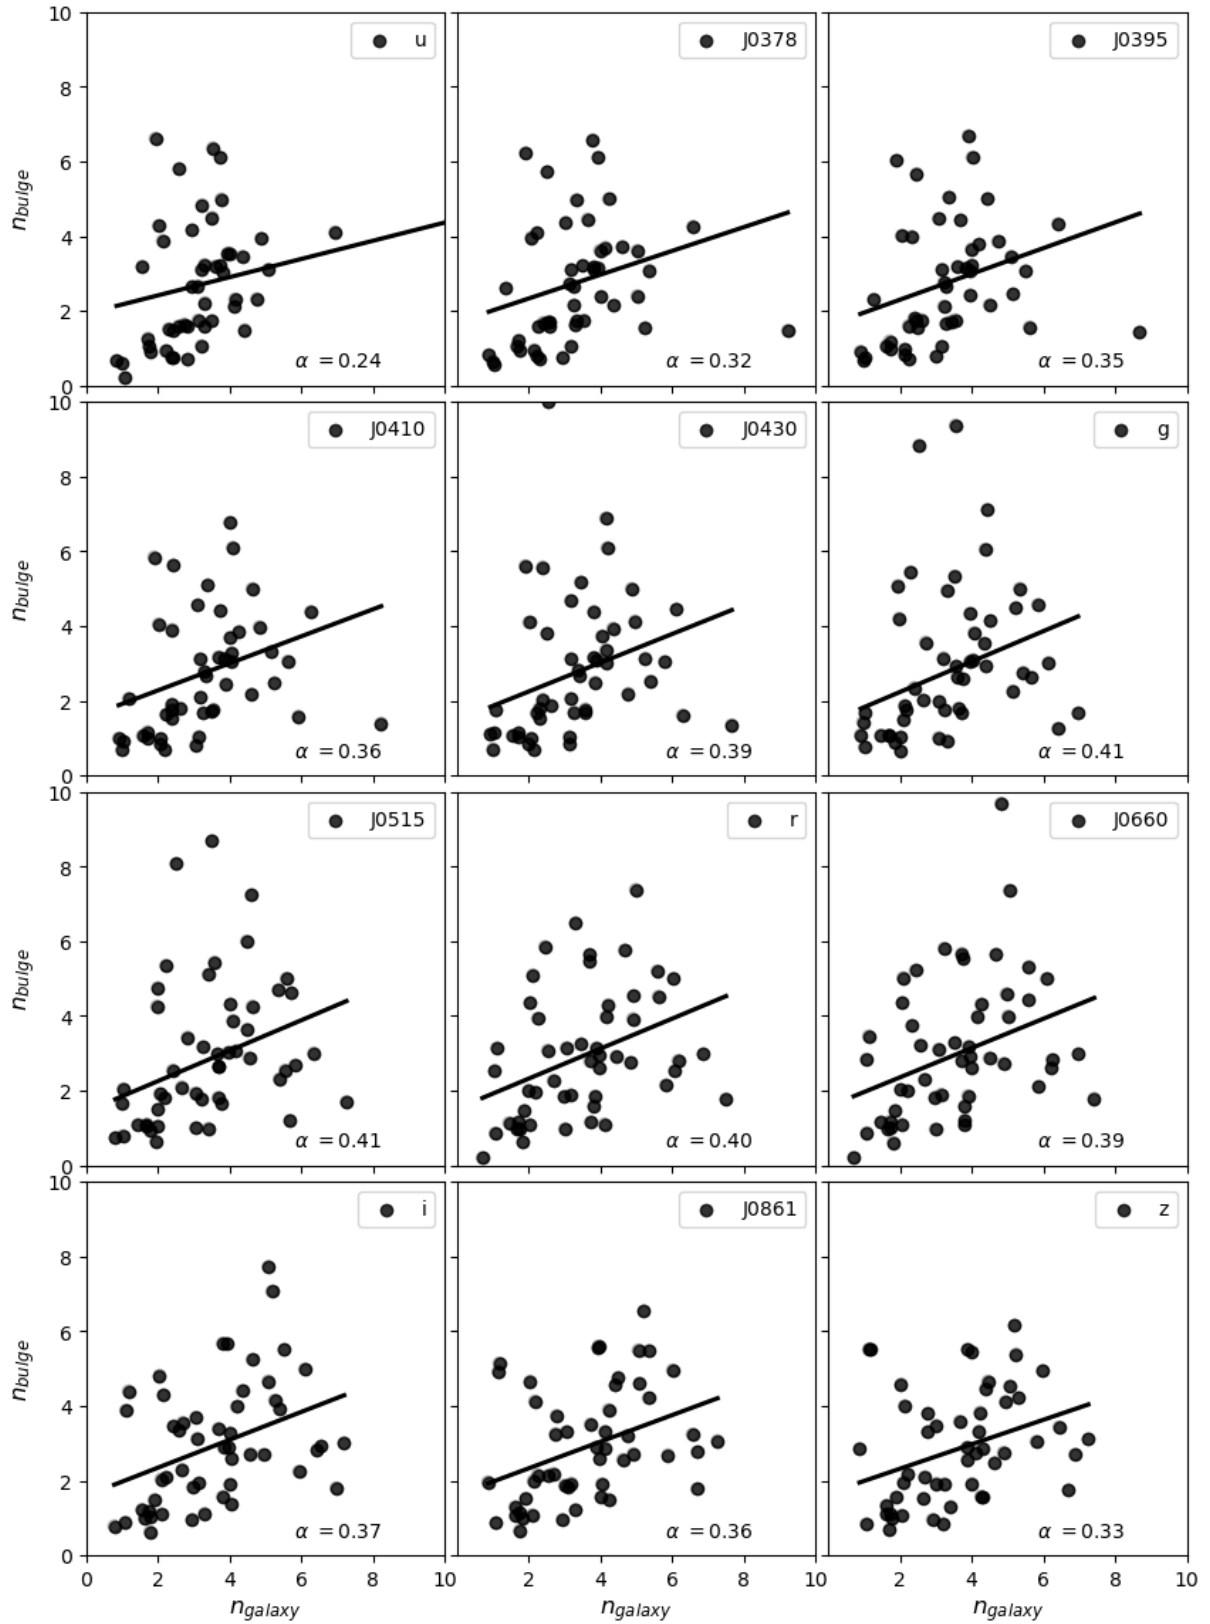 10
u
J0378
J0395
8
6
n_bulge
4
2
α = 0.24
α = 0.32
α = 0.35
0
10
J0410
J0430
g
8
6
n_bulge
4
2
α = 0.36
α = 0.39
α = 0.41
0
10
J0515
r
J0660
8
6
n_bulge
4
2
α = 0.41
α = 0.40
α = 0.39
0
10
i
J0861
z
8
6
n_bulge
4
2
α = 0.37
α = 0.36
α = 0.33
0
0 2 4 6 8 10 2 4 6 8 10 2 4 6 8 10
n_galaxy n_galaxy n_galaxy